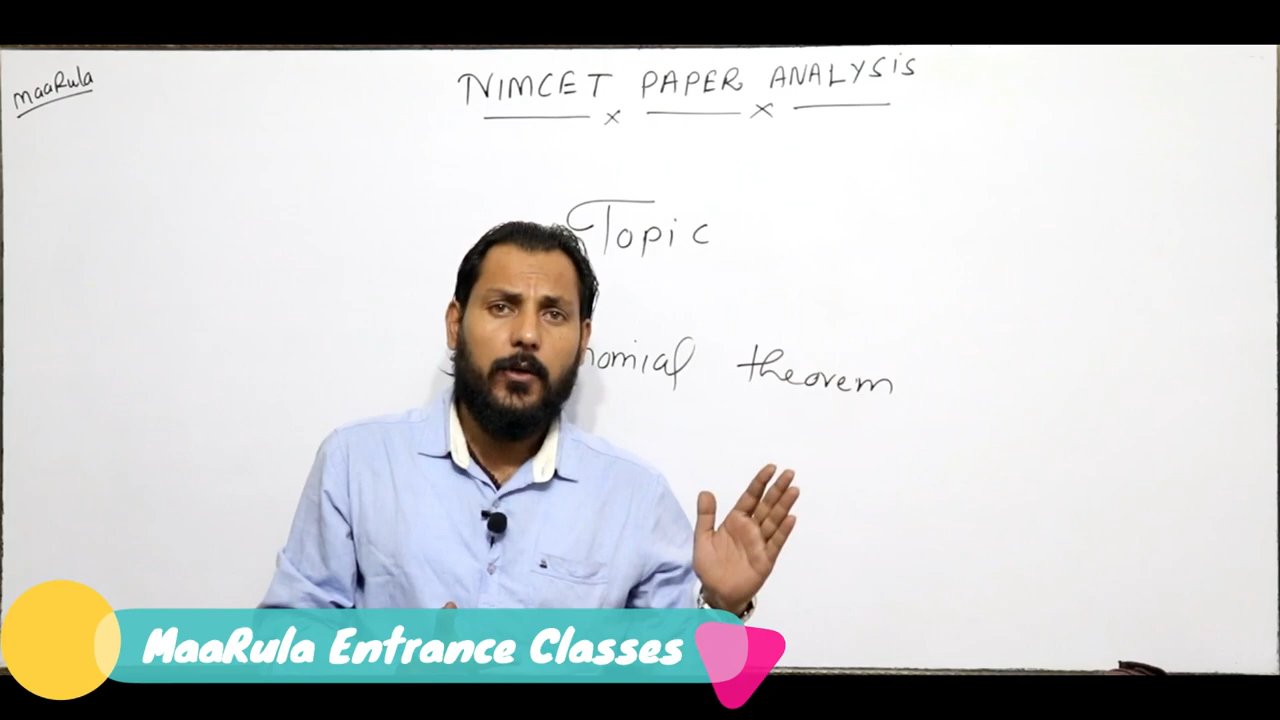 MaaRula
NIMCET PAPER ANALYSIS
Topic
nomial theorem
MaaRula Entrance Classes